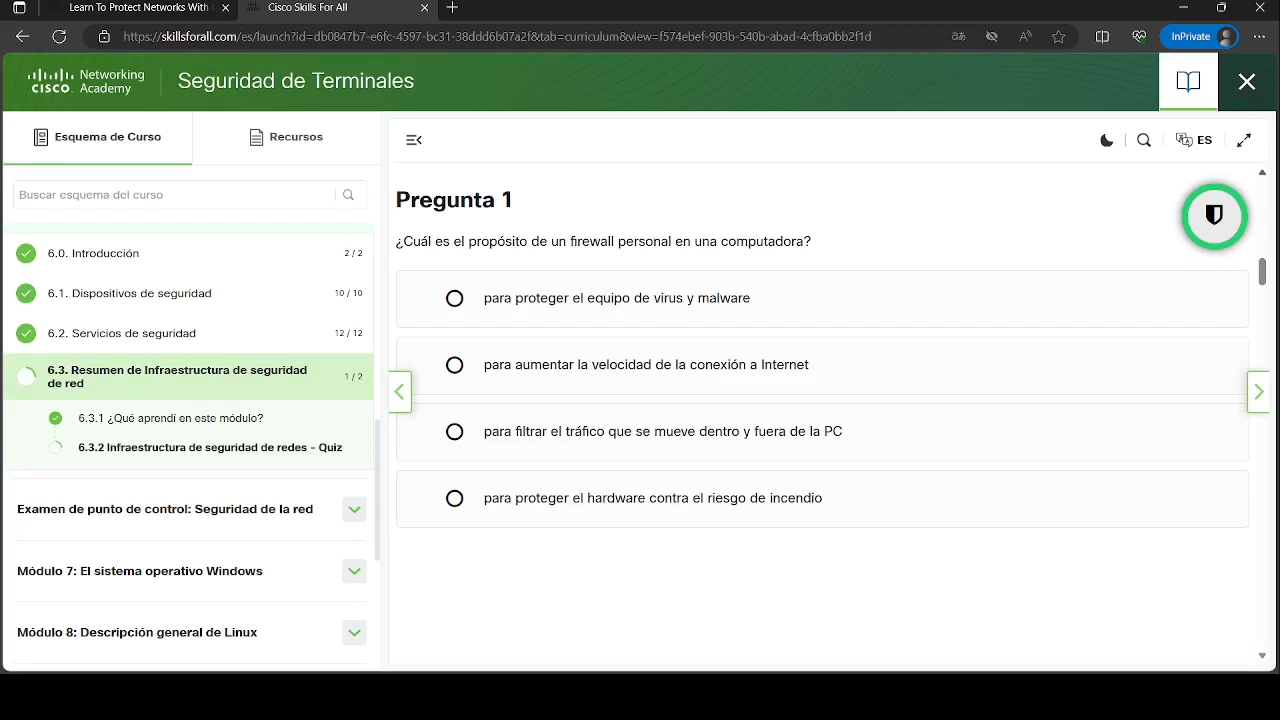 Learn To Protect Networks With
Cisco Skills For All
https://skillsforall.com/es/launch?id=db0847b7-e6fc-4597-bc31-38ddd6b07a2f&tab=curriculum&view=f574ebef-903b-540b-abad-4cfba0bb2f1d
InPrivate
Networking
CISCO Academy
Seguridad de Terminales
Esquema de Curso
Recursos
ES
Buscar esquema del curso
6.0. Introducción
2 / 2
6.1. Dispositivos de seguridad
10 / 10
6.2. Servicios de seguridad
12 / 12
6.3. Resumen de Infraestructura de seguridad
de red
1 / 2
6.3.1 ¿Qué aprendí en este módulo?
6.3.2 Infraestructura de seguridad de redes - Quiz
Examen de punto de control: Seguridad de la red
Módulo 7: El sistema operativo Windows
Módulo 8: Descripción general de Linux
Pregunta 1
¿Cuál es el propósito de un firewall personal en una computadora?
para proteger el equipo de virus y malware
para aumentar la velocidad de la conexión a Internet
para filtrar el tráfico que se mueve dentro y fuera de la PC
para proteger el hardware contra el riesgo de incendio